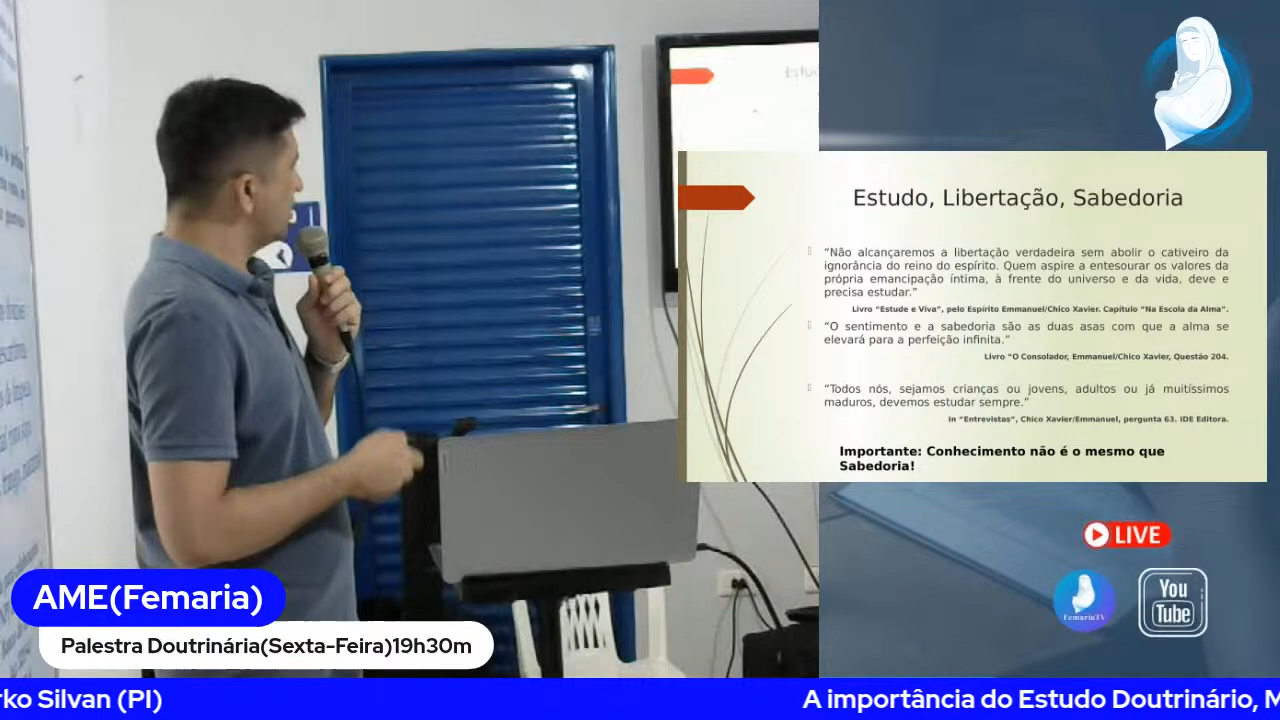 Estudo, Libertação, Sabedoria
“Não alcançaremos a libertação verdadeira sem abolir o cativeiro da
ignorância do reino do espírito. Quem aspire a entesourar os valores da
própria emancipação íntima, à frente do universo e da vida, deve e
precisa estudar.”
Livro “Estude e Viva”, pelo Espírito Emmanuel/Chico Xavier. Capítulo “Na Escola da Alma”.
“O sentimento e a sabedoria são as duas asas com que a alma se
elevará para a perfeição infinita.”
Livro “O Consolador, Emmanuel/Chico Xavier, Questão 204.
“Todos nós, sejamos crianças ou jovens, adultos ou já muitíssimos
maduros, devemos estudar sempre.”
In “Entrevistas”, Chico Xavier/Emmanuel, pergunta 63. IDE Editora.
Importante: Conhecimento não é o mesmo que
Sabedoria!
LIVE
FemariaTV
You
Tube
AME(Femaria)
Palestra Doutrinária(Sexta-Feira)19h30m
rko Silvan (PI)
A importância do Estudo Doutrinário, M